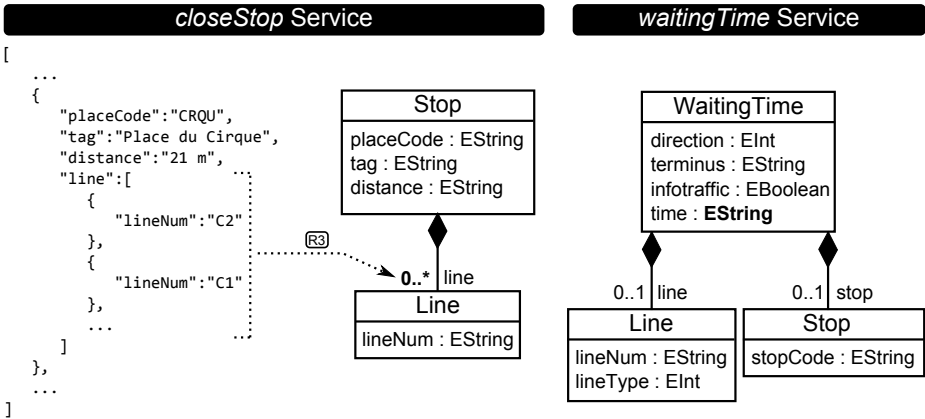 closeStop Service
[
...
{
"placeCode":"CRQU",
"tag":"Place du Cirque",
"distance":"21 m",
"line":[
{
"lineNum":"C2"
},
{
"lineNum":"C1"
},
...
]
},
...
]
R3
Stop
placeCode : EString
tag : EString
distance : EString
0..* line
Line
lineNum : EString
waitingTime Service
WaitingTime
direction : EInt
terminus : EString
infotraffic : EBoolean
time : EString
0..1 line
0..1 stop
Line
lineNum : EString
lineType : EInt
Stop
stopCode : EString